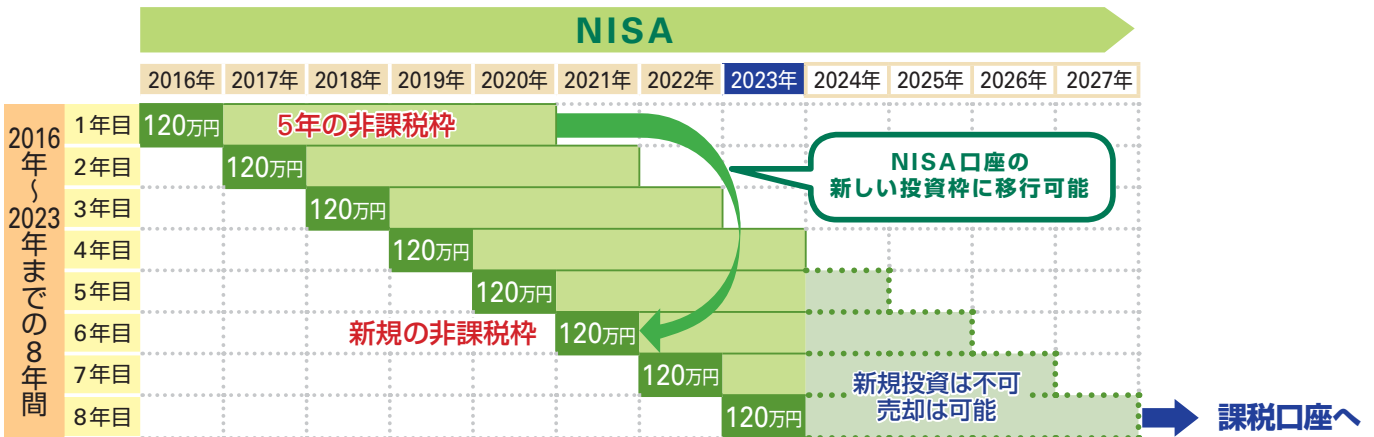 NISA
2016年 2017年 2018年 2019年 2020年 2021年 2022年 2023年 2024年 2025年 2026年 2027年
2016年～2023年までの8年間
1年目 120万円 5年の非課税枠
NISA口座の
新しい投資枠に移行可能
2年目 120万円
3年目 120万円
4年目 120万円
5年目 120万円
6年目 新規の非課税枠 120万円
7年目 120万円
新規投資は不可
売却は可能
8年目 120万円
課税口座へ